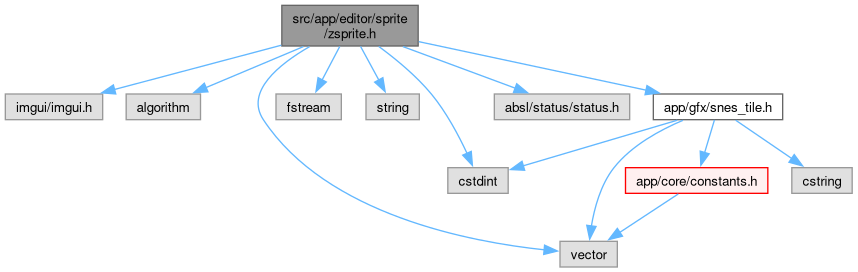 src/app/editor/sprite
/zsprite.h
imgui/imgui.h
algorithm
fstream
string
absl/status/status.h
app/gfx/snes_tile.h
cstdint
app/core/constants.h
cstring
vector